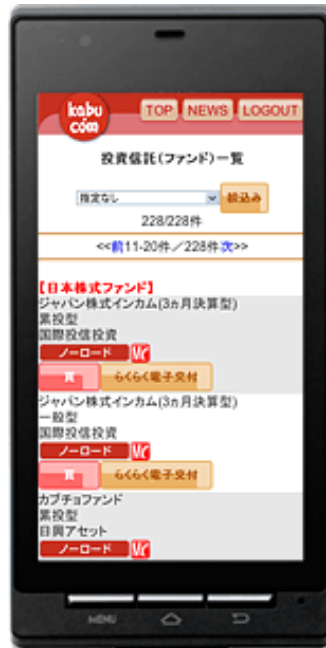 kabu
com
TOP NEWS LOGOUT
投資信託(ファンド)一覧
指定なし 絞込み
228/228件
<<前11-20件／228件次>>
【日本株式ファンド】
ジャパン株式インカム(3ヵ月決算型)
累投型
国際投信投資
ノーロード
買 らくらく電子交付
ジャパン株式インカム(3ヵ月決算型)
一般型
国際投信投資
ノーロード
買 らくらく電子交付
カブチョファンド
累投型
日興アセット
ノーロード
MENU